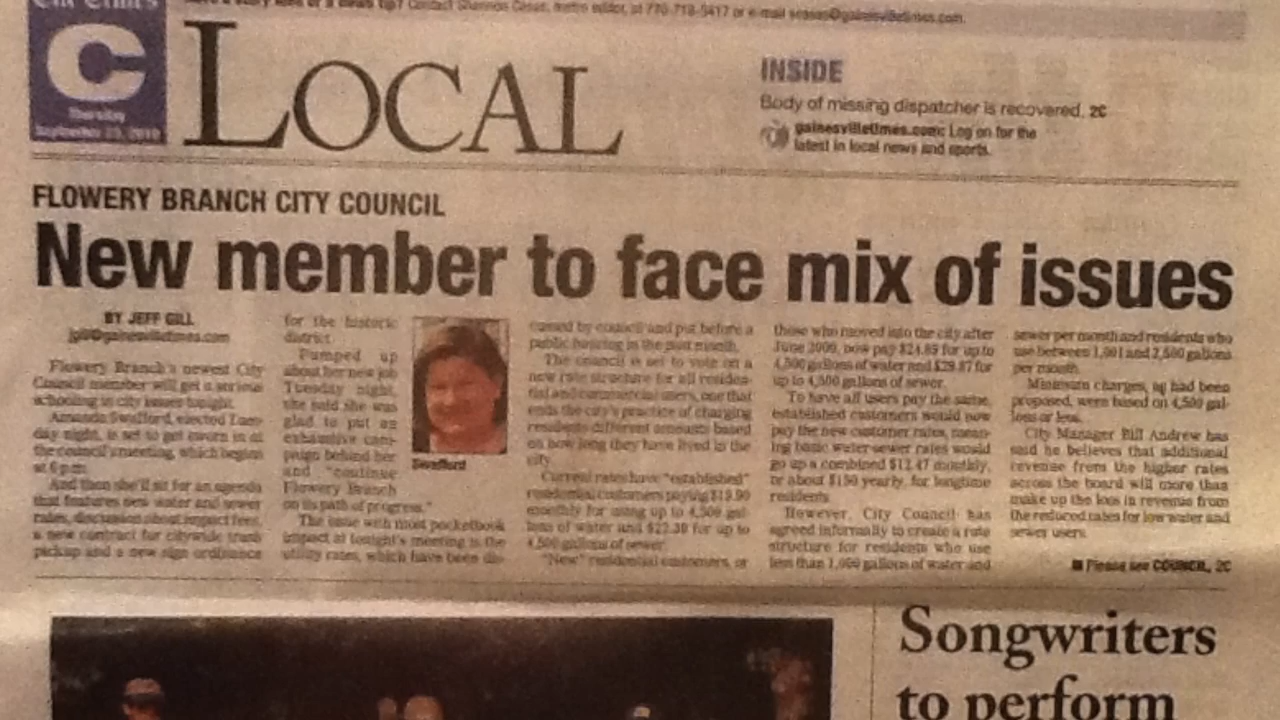 The Times
C
Thursday
LOCAL
INSIDE
Body of missing dispatcher is recovered, 2C
gainesvilletimes.com: Log on for the
latest in local news and sports.
FLOWERY BRANCH CITY COUNCIL
New member to face mix of issues
BY JEFF GILL
jgill@gainesvilletimes.com
Flowery Branch's newest City
Council member will get a serious
schooling in city issues tonight.
Amanda Swafford, elected Tues-
day night, is set to get sworn in at
the council's meeting, which begins
at 6 p.m.
And then she'll sit for an agenda
that features new water and sewer
rates, discussion about impact fees,
a new contract for citywide trash
pickup and a new sign ordinance
for the historic
district.
Pumped up
about her new job
Tuesday night,
she said she was
glad to put an
exhaustive cam-
paign behind her
and "continue
Flowery Branch
on its path of progress."
The issue with most pocketbook
impact at tonight's meeting is the
utility rates, which have been dis-
Swafford
cussed by council and put before a
public hearing in the past month.
The council is set to vote on a
new rate structure for all residen-
tial and commercial users, one that
ends the city's practice of charging
residents different amounts based
on how long they have lived in the
city.
Current rates have "established"
residential customers paying $19.90
monthly for using up to 4,500 gal-
lons of water and $22.38 for up to
4,500 gallons of sewer.
"New" residential customers, or
those who moved into the city after
June 2009, now pay $24.85 for up to
4,500 gallons of water and $29.87 for
up to 4,500 gallons of sewer.
To have all users pay the same,
established customers would now
pay the new customer rates, mean-
ing basic water-sewer rates would
go up a combined $12.47 monthly,
or about $150 yearly, for longtime
residents.
However, City Council has
agreed informally to create a rate
structure for residents who use
less than 1,000 gallons of water and
sewer per month and residents who
use between 1,001 and 2,500 gallons
per month.
Minimum charges, as had been
proposed, were based on 4,500 gal-
lons or less.
City Manager Bill Andrew has
said he believes that additional
revenue from the higher rates
across the board will more than
make up the loss in revenue from
the reduced rates for low water and
sewer users.
■ Please see COUNCIL, 2C
Songwriters
to perform